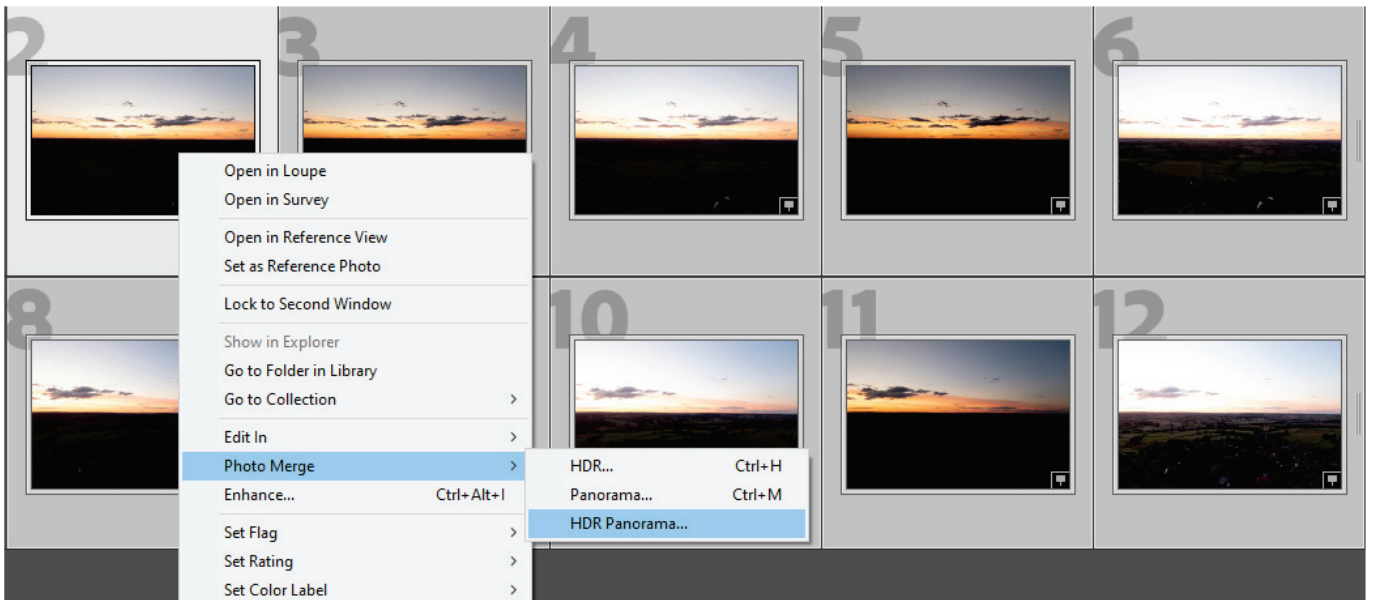 2 3 4 5 6
Open in Loupe
Open in Survey
Open in Reference View
Set as Reference Photo
Lock to Second Window
8 10 11 12
Show in Explorer
Go to Folder in Library
Go to Collection >
Edit In >
Photo Merge >
HDR... Ctrl+H
Enhance... Ctrl+Alt+I
Panorama... Ctrl+M
HDR Panorama...
Set Flag >
Set Rating >
Set Color Label >